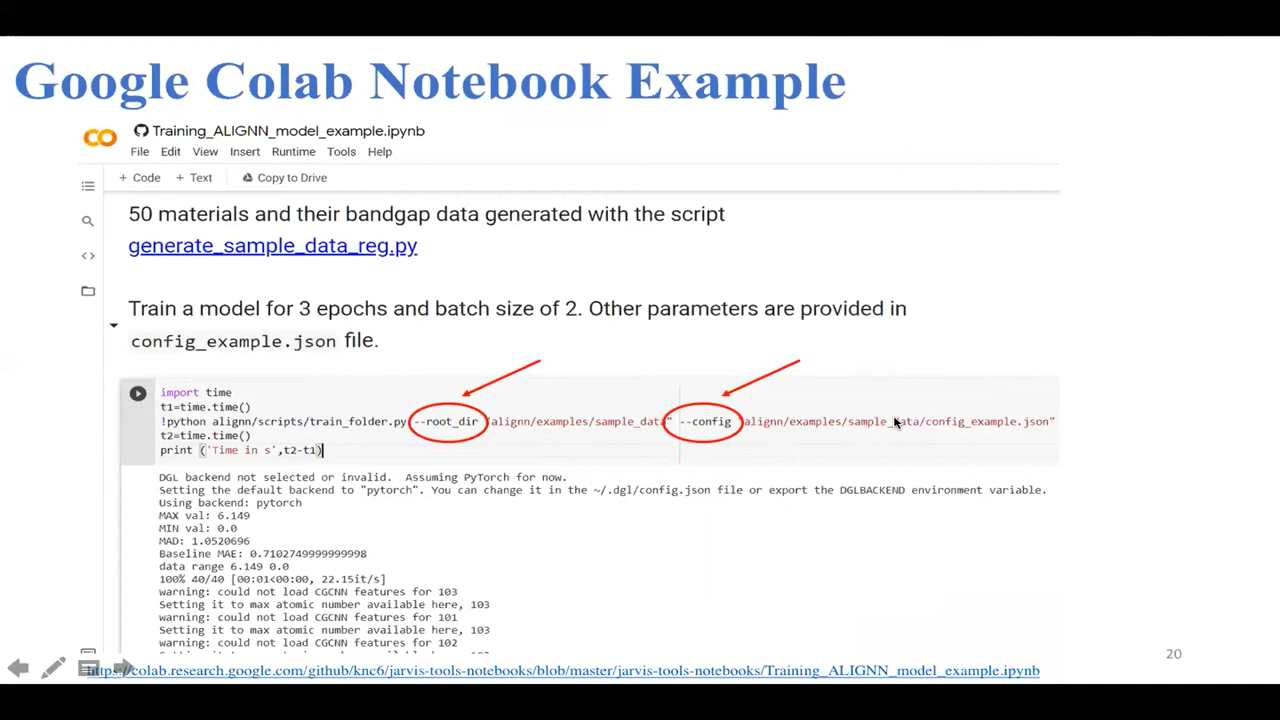 Google Colab Notebook Example
Training_ALIGNN_model_example.ipynb
File Edit View Insert Runtime Tools Help
+ Code + Text Copy to Drive
50 materials and their bandgap data generated with the script
generate_sample_data_reg.py
Train a model for 3 epochs and batch size of 2. Other parameters are provided in
config_example.json file.
import time
t1=time.time()
!python alignn/scripts/train_folder.py --root_dir "alignn/examples/sample_data" --config "alignn/examples/sample_data/config_example.json"
t2=time.time()
print ('Time in s',t2-t1)
DGL backend not selected or invalid. Assuming PyTorch for now.
Setting the default backend to "pytorch". You can change it in the ~/.dgl/config.json file or export the DGLBACKEND environment variable.
Using backend: pytorch
MAX val: 6.149
MIN val: 0.0
MAD: 1.0520696
Baseline MAE: 0.7102749999999998
data range 6.149 0.0
100% 40/40 [00:01<00:00, 22.15it/s]
warning: could not load CGCNN features for 103
Setting it to max atomic number available here, 103
warning: could not load CGCNN features for 101
Setting it to max atomic number available here, 103
warning: could not load CGCNN features for 102
https://colab.research.google.com/github/knc6/jarvis-tools-notebooks/blob/master/jarvis-tools-notebooks/Training_ALIGNN_model_example.ipynb
20